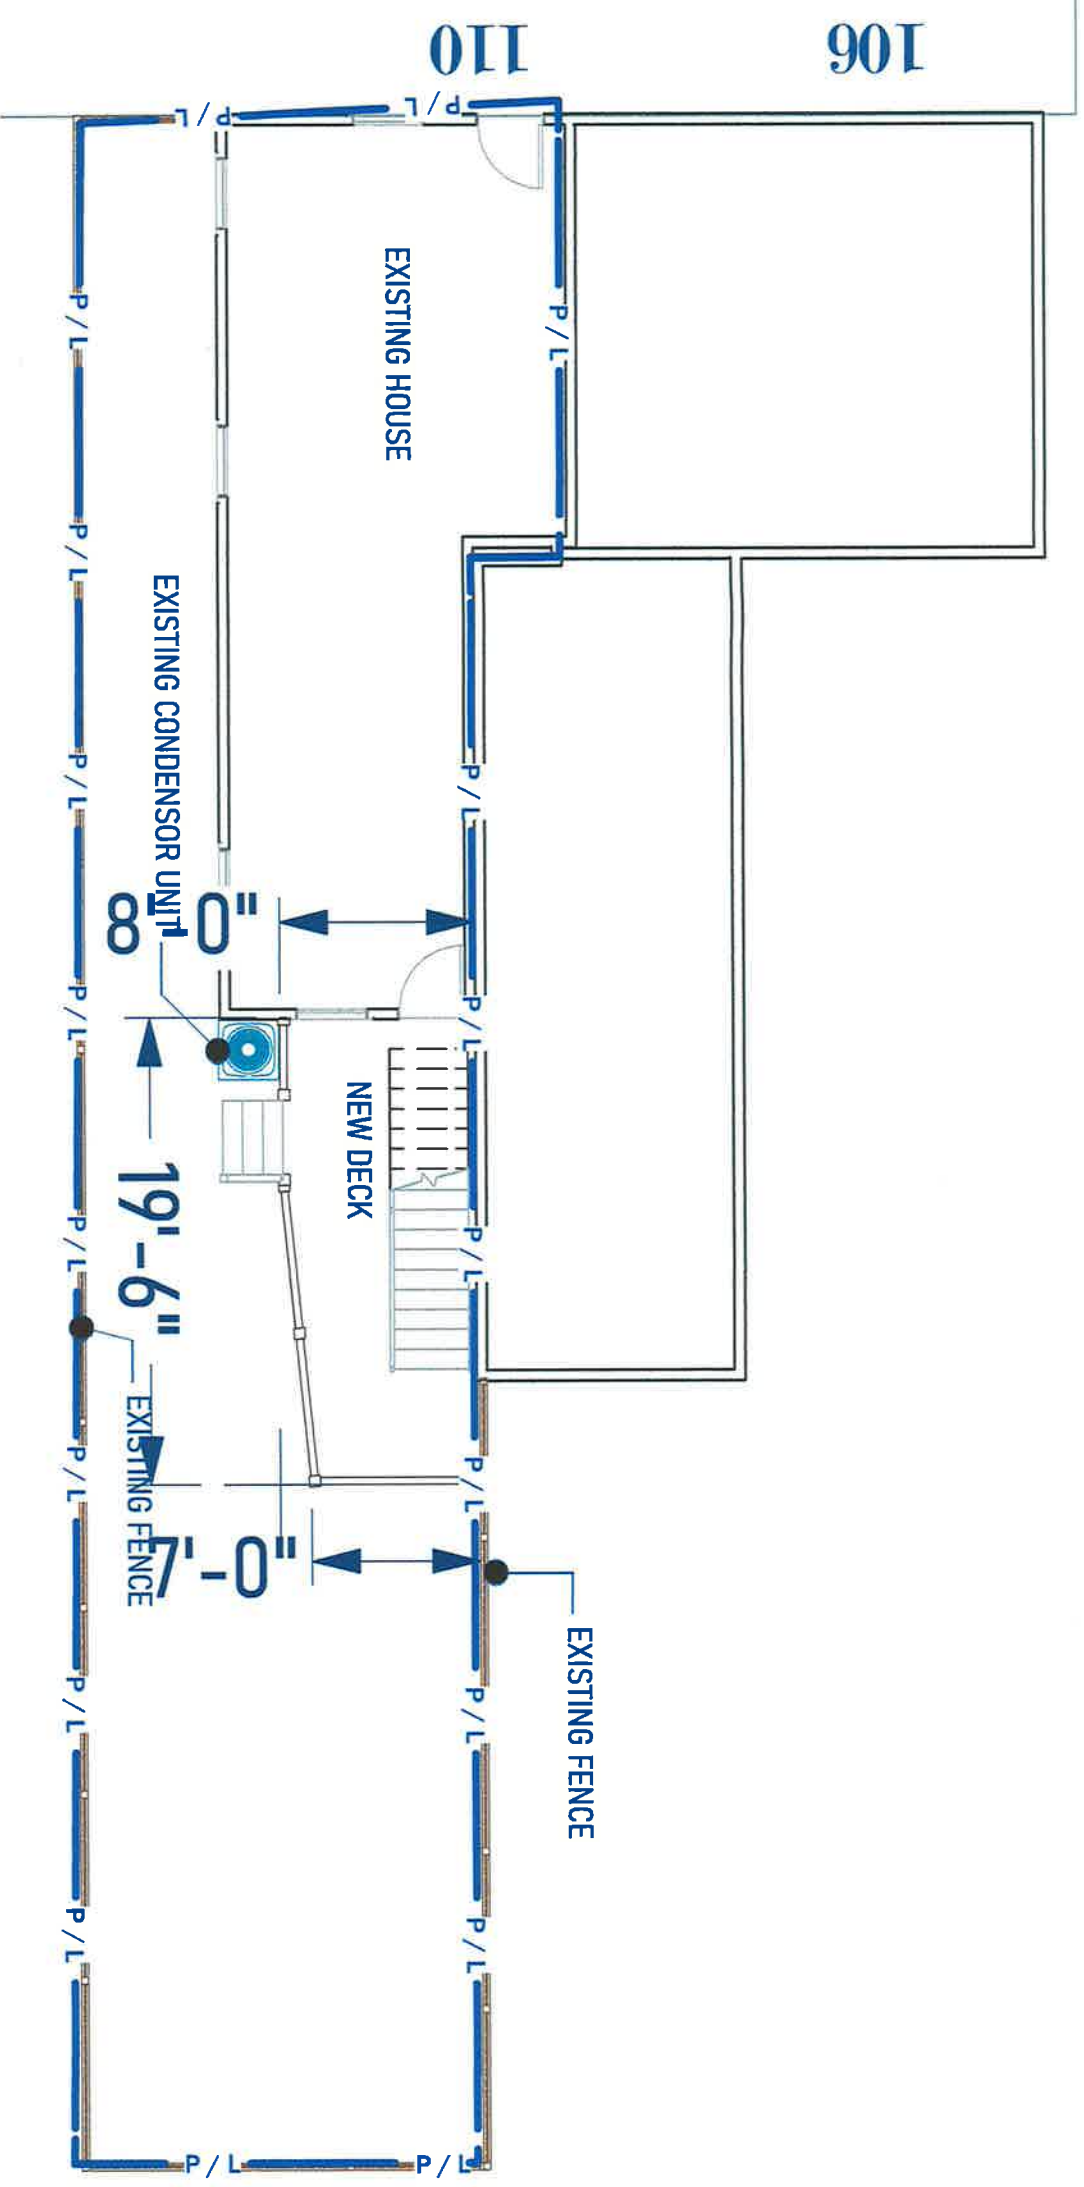 110
106
P/L
P/L
EXISTING HOUSE
P/L
P/L
P/L
EXISTING CONDENSOR UNIT
P/L
P/L
8'-0"
P/L
P/L
NEW DECK
19'-6"
P/L
P/L
EXISTING FENCE
P/L
P/L
7'-0"
EXISTING FENCE
P/L
P/L
P/L
P/L
P/L
P/L